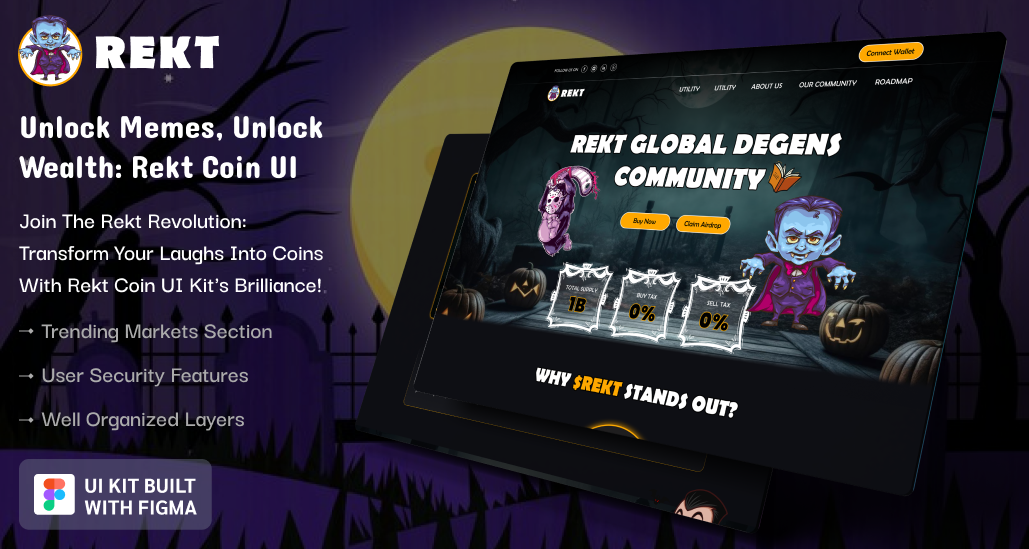 REKT
Unlock Memes, Unlock
Wealth: Rekt Coin UI
Join The Rekt Revolution:
Transform Your Laughs Into Coins
With Rekt Coin UI Kit's Brilliance!
Trending Markets Section
User Security Features
Well Organized Layers
UI KIT BUILT
WITH FIGMA
FOLLOW US ON
Connect Wallet
REKT
UTILITY UTILITY ABOUT US OUR COMMUNITY ROADMAP
REKT GLOBAL DEGENS
COMMUNITY
Buy Now Claim Airdrop
TOTAL SUPPLY
1B
BUY TAX
0%
SELL TAX
0%
WHY $REKT STANDS OUT?